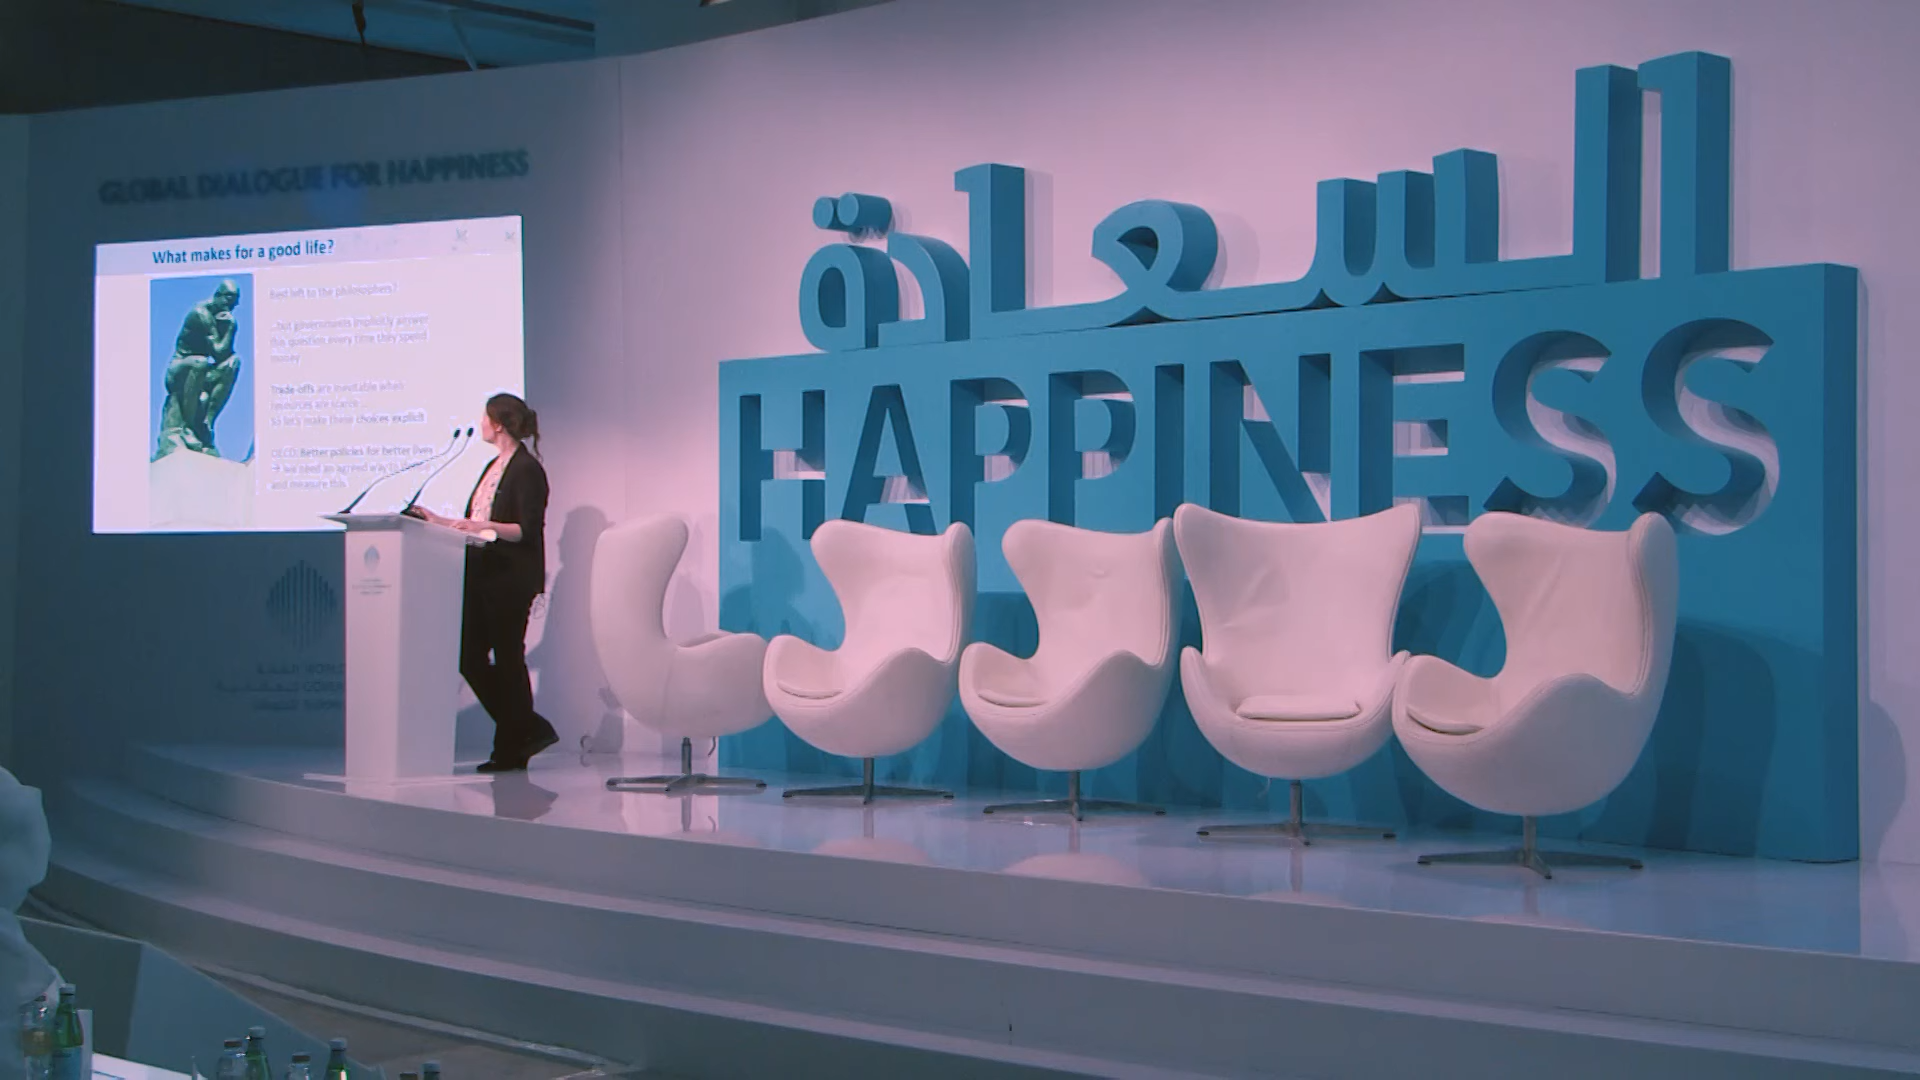 GLOBAL DIALOGUE FOR HAPPINESS
What makes for a good life?
Best left to the philosophers?
...but governments implicitly answer
this question every time they spend
money
Trade-offs are inevitable when
resources are scarce...
So let's make these choices explicit
OECD: Better policies for better lives
→ we need an agreed way to
and measure this
السعادة
HAPPINESS
القمة WORLD